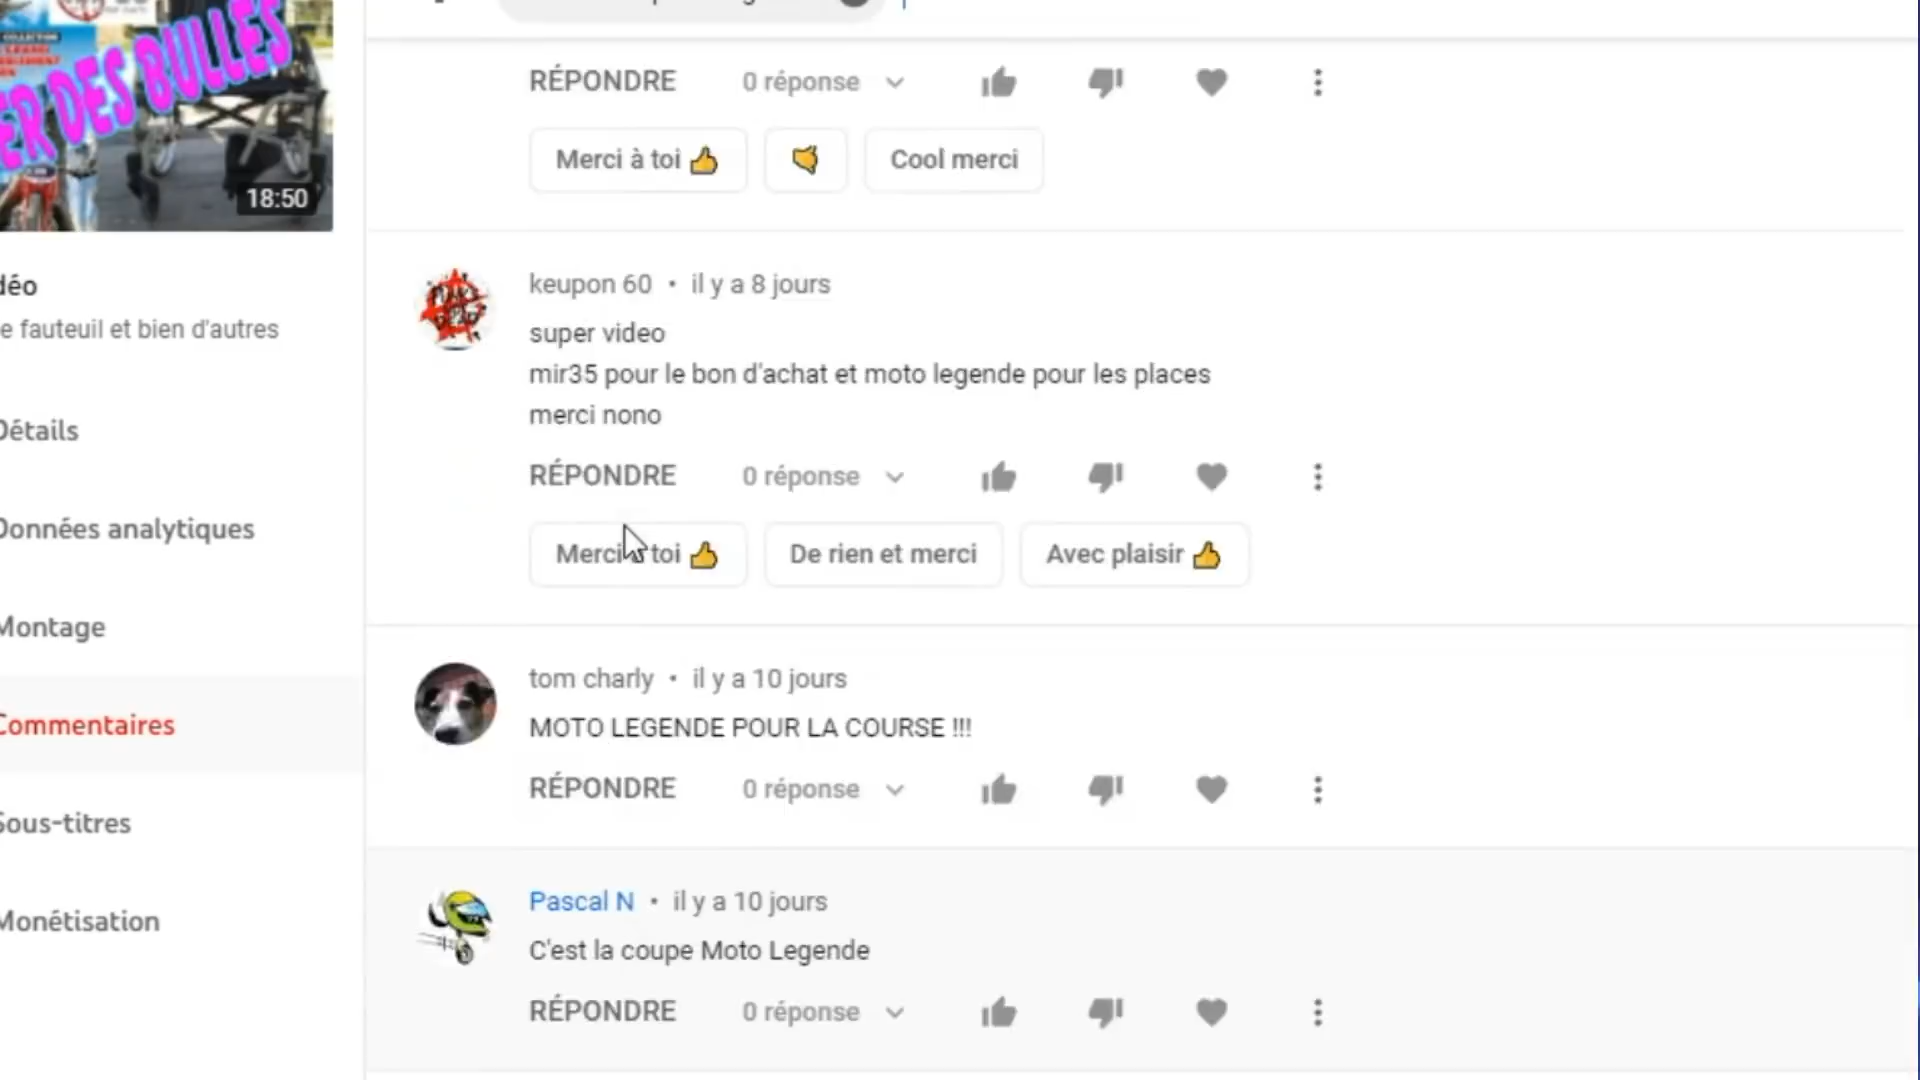 DES BULLES
18:50
e fauteuil et bien d'autres
Détails
Données analytiques
Montage
Commentaires
Sous-titres
Monétisation
RÉPONDRE 0 réponse
Merci à toi 👍 Cool merci
keupon 60 • il y a 8 jours
super video
mir35 pour le bon d'achat et moto legende pour les places
merci nono
RÉPONDRE 0 réponse
Merci à toi 👍 De rien et merci Avec plaisir 👍
tom charly • il y a 10 jours
MOTO LEGENDE POUR LA COURSE !!!
RÉPONDRE 0 réponse
Pascal N • il y a 10 jours
C'est la coupe Moto Legende
RÉPONDRE 0 réponse